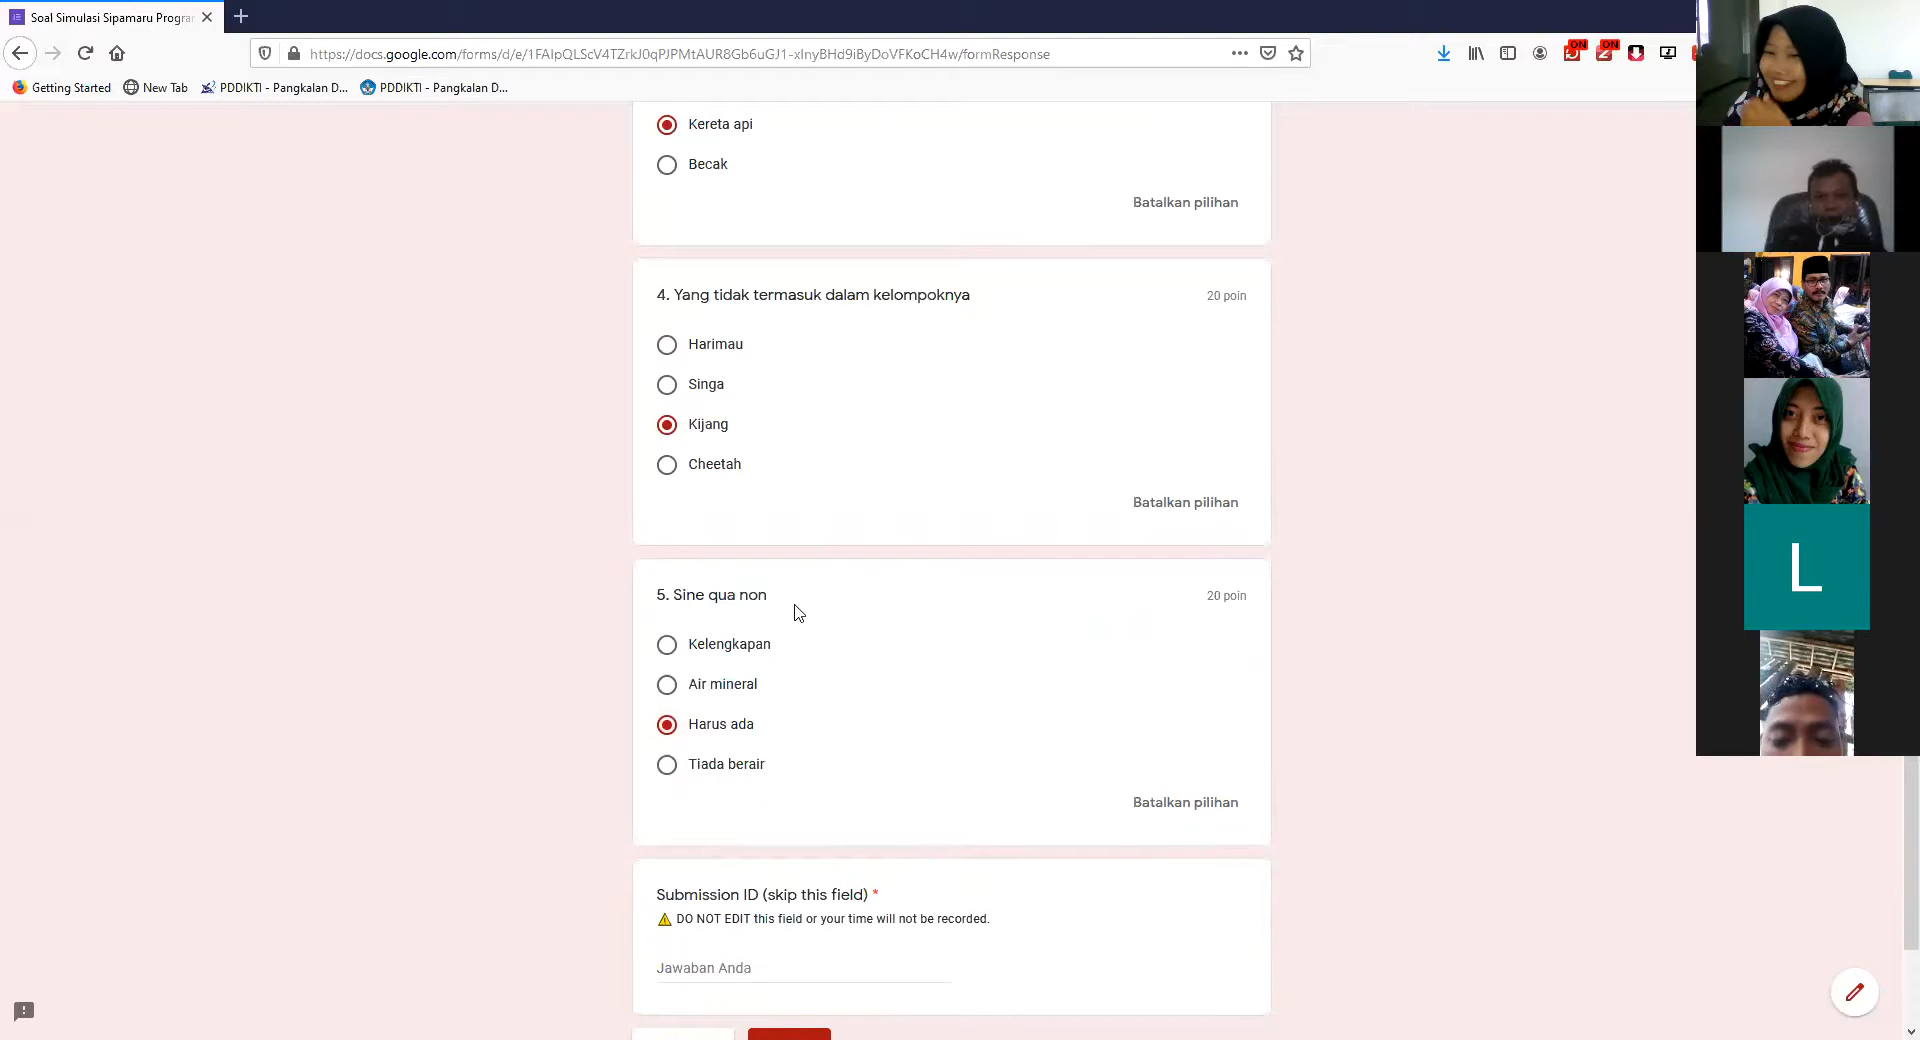 Soal Simulasi Sipamaru Progra
https://docs.google.com/forms/d/e/1FAIpQLScV4TZrkJ0qPJPMtAUR8Gb6uGJ1-xlnyBHd9iByDoVFKoCH4w/formResponse
ON
ON
Getting Started
New Tab
PDDIKTI - Pangkalan D...
PDDIKTI - Pangkalan D...
Kereta api
Becak
Batalkan pilihan
4. Yang tidak termasuk dalam kelompoknya
20 poin
Harimau
Singa
Kijang
Cheetah
Batalkan pilihan
5. Sine qua non
20 poin
Kelengkapan
Air mineral
Harus ada
Tiada berair
Batalkan pilihan
Submission ID (skip this field) *
⚠ DO NOT EDIT this field or your time will not be recorded.
Jawaban Anda
L